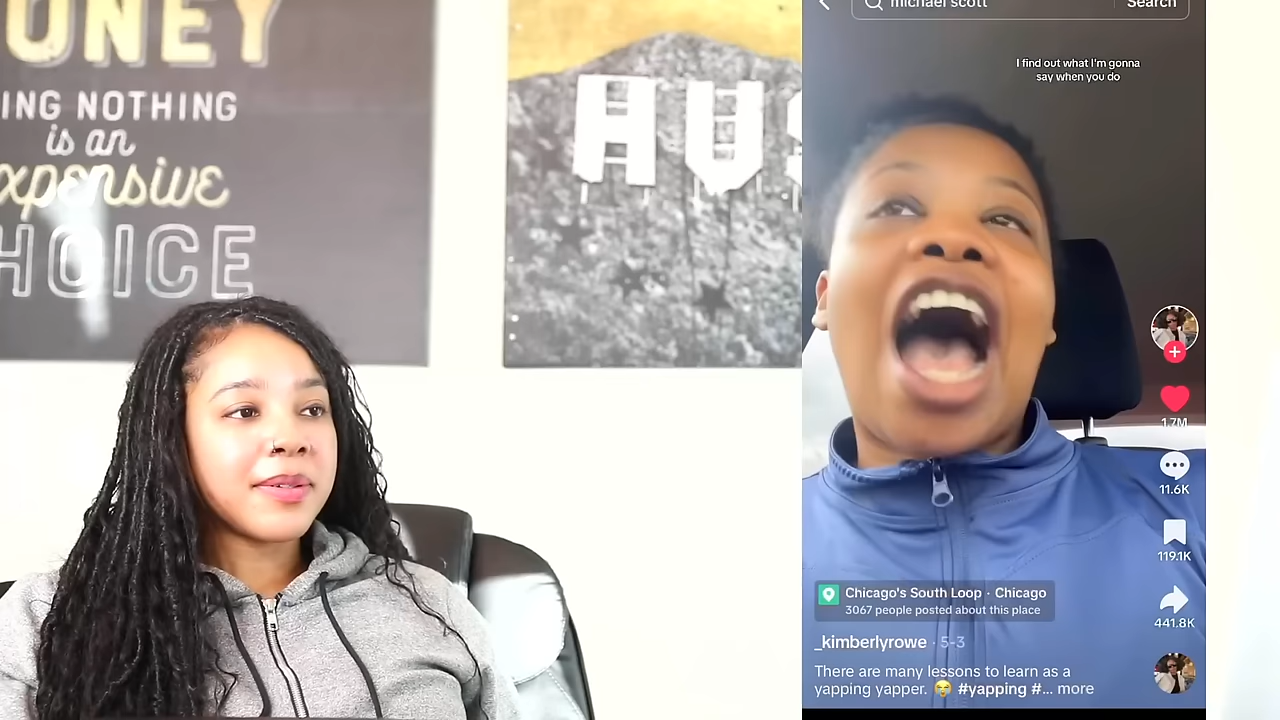 ONEY
ING NOTHING
is an
xpensive
HOICE
HUS
michael scott
Search
I find out what I'm gonna
say when you do
1.7M
11.6K
119.1K
441.8K
Chicago's South Loop · Chicago
3067 people posted about this place
_kimberlyrowe · 5-3
There are many lessons to learn as a
yapping yapper. 😭 #yapping #... more